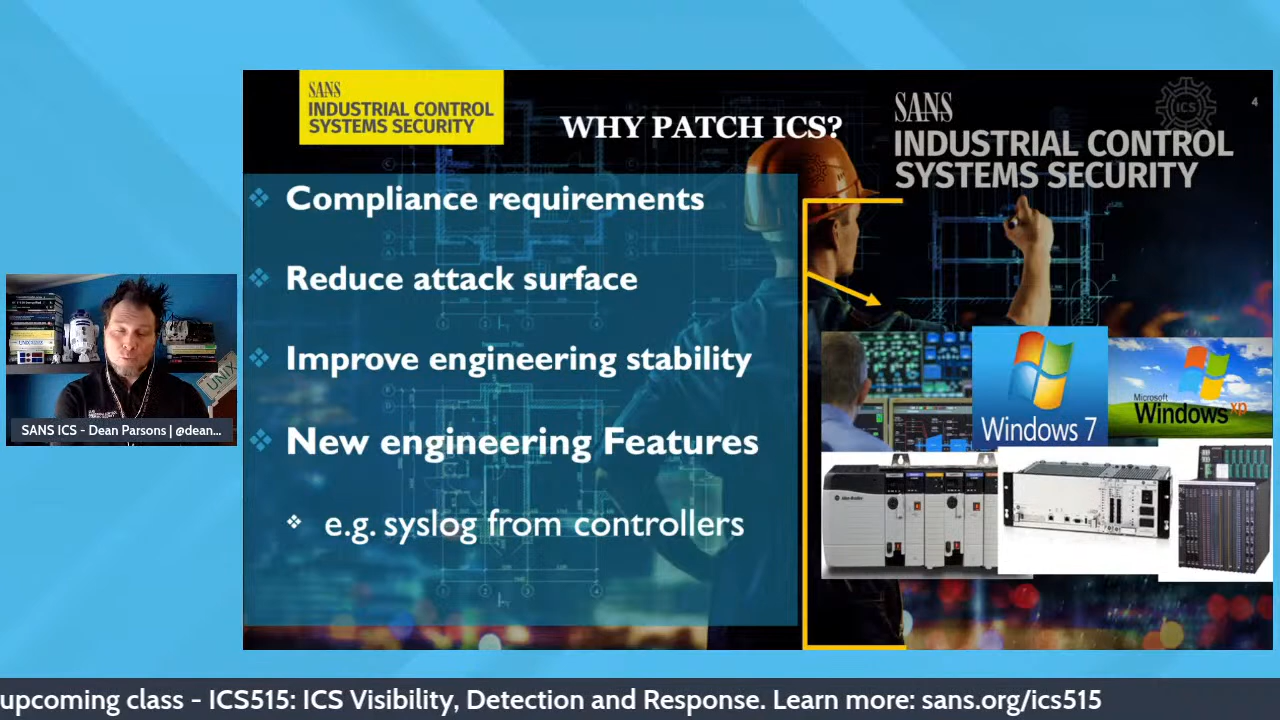 SANS
INDUSTRIAL CONTROL
SYSTEMS SECURITY
WHY PATCH ICS?
SANS
INDUSTRIAL CONTROL
SYSTEMS SECURITY
ICS
4
Compliance requirements
Reduce attack surface
Improve engineering stability
New engineering Features
e.g. syslog from controllers
Microsoft
Windows xp
Windows 7
UNIX
SANS ICS - Dean Parsons | @dean...
upcoming class - ICS515: ICS Visibility, Detection and Response. Learn more: sans.org/ics515